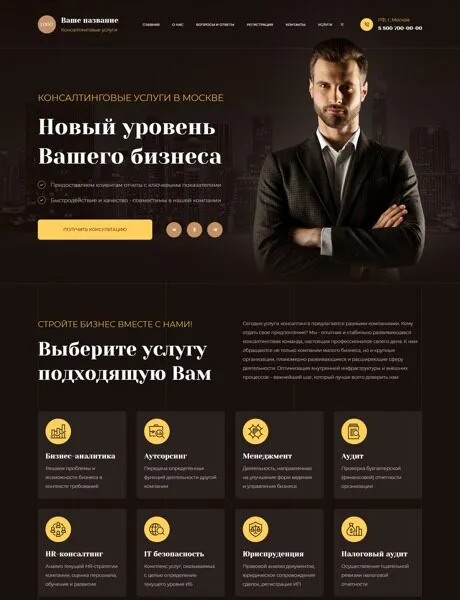 LOGO
Ваше название
Консалтинговые услуги
ГЛАВНАЯ О НАС ВОПРОСЫ И ОТВЕТЫ РЕГИСТРАЦИЯ КОНТАКТЫ УСЛУГИ
РФ, г. Москва
8 800 700-00-00
КОНСАЛТИНГОВЫЕ УСЛУГИ В МОСКВЕ
Новый уровень
Вашего бизнеса
Предоставляем клиентам отчеты с ключевыми показателями
Быстродействие и качество - совместимы в нашей компании
ПОЛУЧИТЬ КОНСУЛЬТАЦИЮ
СТРОЙТЕ БИЗНЕС ВМЕСТЕ С НАМИ!
Выберите услугу
подходящую Вам
Сегодня услуги консалтинга предлагаются разными компаниями. Кому
отдать свое предпочтение? Мы - опытная и стабильно развивающаяся
консалтинговая команда, настоящие профессионалов своего дела. К нам
обращаются не только компании малого бизнеса, но и крупные
организации, планомерно развивающиеся и расширяющие сферу
деятельности. Оптимизация внутренней инфраструктуры и внешних
процессов - важнейший шаг, который лучше всего доверить нам
Бизнес-аналитика
Решаем проблемы и
возможности бизнеса в
контексте требований
Аутсорсинг
Передача определённых
функций деятельности другой
компании
Менеджмент
Деятельность, направленная
на улучшение форм ведения
и управления бизнеса
Аудит
Проверка бухгалтерской
(финансовой) отчетности
организации
HR-консалтинг
Анализ текущей HR-стратегии
компании, оценка персонала,
обучение и развитие
IT безопасность
Комплекс услуг, оказываемых
с целью определения
текущего уровня ИБ
Юриспруденция
Правовой анализ документов,
юридическое сопровождение
сделок, регистрация ИП
Налоговый аудит
Осуществление тщательной
ревизии налоговой
отчетности